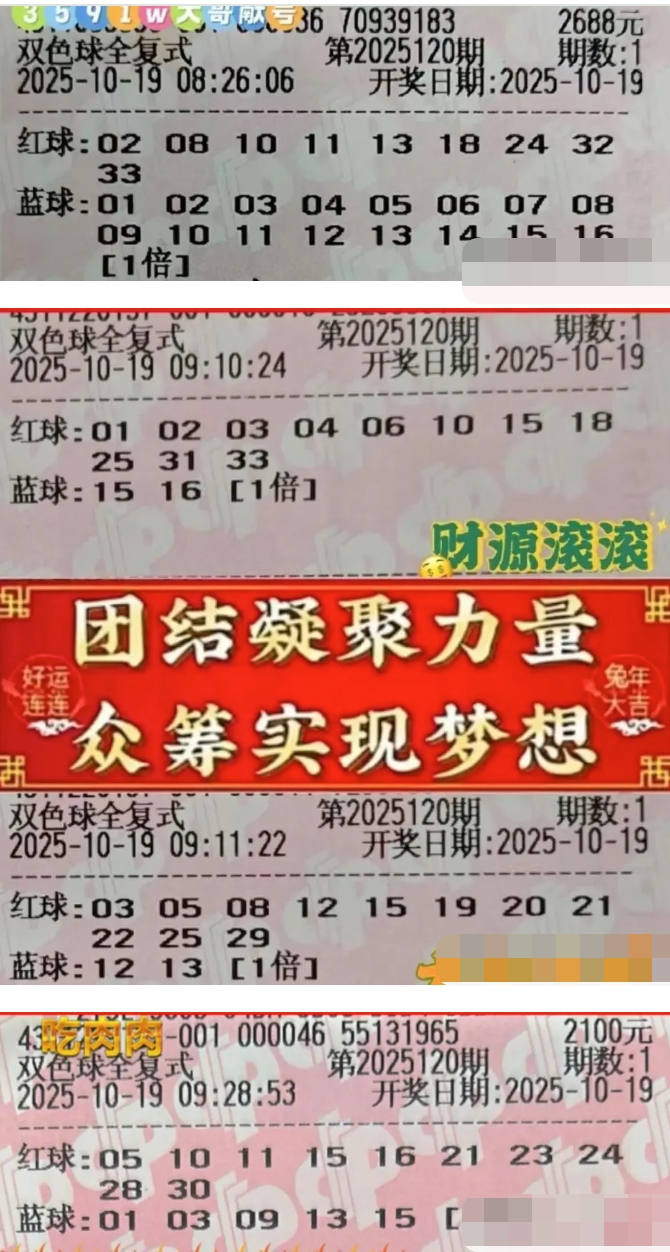 3591w大哥献号
36 70939183 2688元
双色球全复式 第2025120期 期数:1
2025-10-19 08:26:06 开奖日期:2025-10-19
红球:02 08 10 11 13 18 24 32
33
蓝球:01 02 03 04 05 06 07 08
09 10 11 12 13 14 15 16
[1倍]
双色球全复式 第2025120期 期数:1
2025-10-19 09:10:24 开奖日期:2025-10-19
红球:01 02 03 04 06 10 15 18
25 31 33
蓝球:15 16 [1倍]
财源滚滚
团结凝聚力量
好运
连连
兔年
大吉
众筹实现梦想
双色球全复式 第2025120期 期数:1
2025-10-19 09:11:22 开奖日期:2025-10-19
红球:03 05 08 12 15 19 20 21
22 25 29
蓝球:12 13 [1倍]
吃肉肉
-001 000046 55131965 2100元
双色球全复式 第2025120期 期数:1
2025-10-19 09:28:53 开奖日期:2025-10-19
红球:05 10 11 15 16 21 23 24
28 30
蓝球:01 03 09 13 15 [